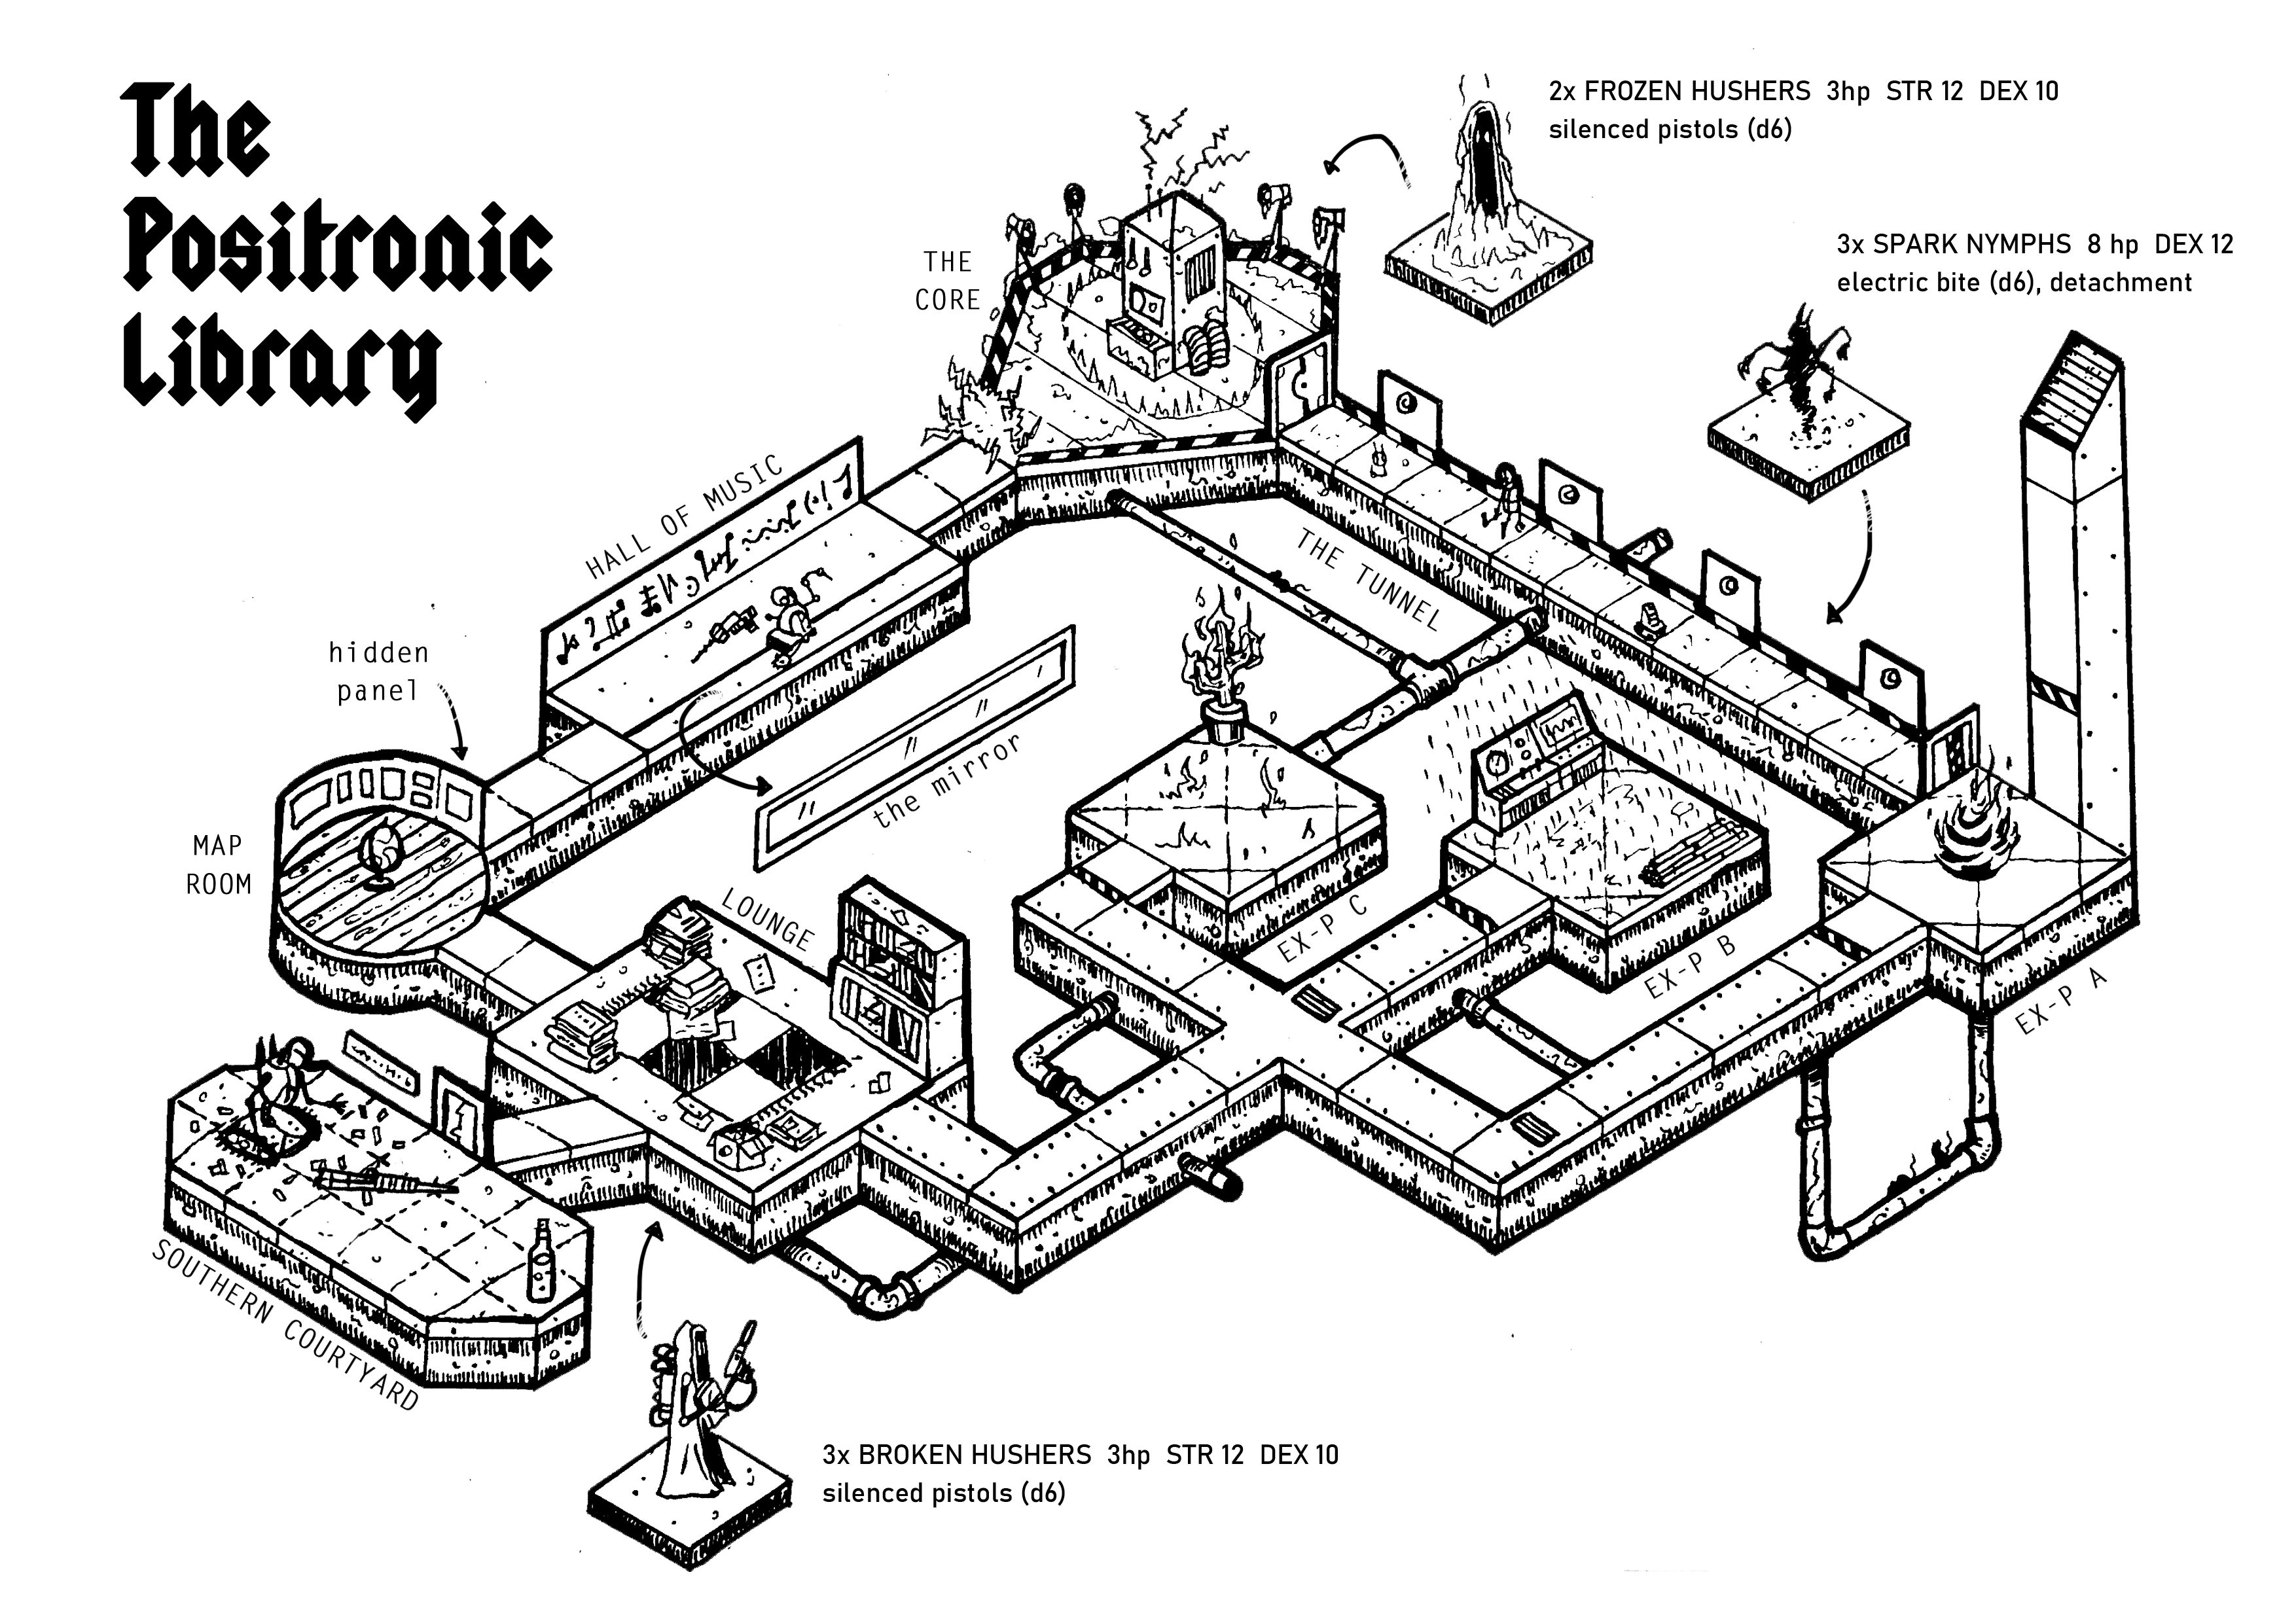 The
Positronic
Library
2x FROZEN HUSHERS 3hp STR 12 DEX 10
silenced pistols (d6)
3x SPARK NYMPHS 8 hp DEX 12
electric bite (d6), detachment
THE
CORE
HALL OF MUSIC
THE TUNNEL
hidden
panel
the mirror
MAP
ROOM
LOUNGE
EX-P C
EX-P B
EX-P A
SOUTHERN COURTYARD
3x BROKEN HUSHERS 3hp STR 12 DEX 10
silenced pistols (d6)